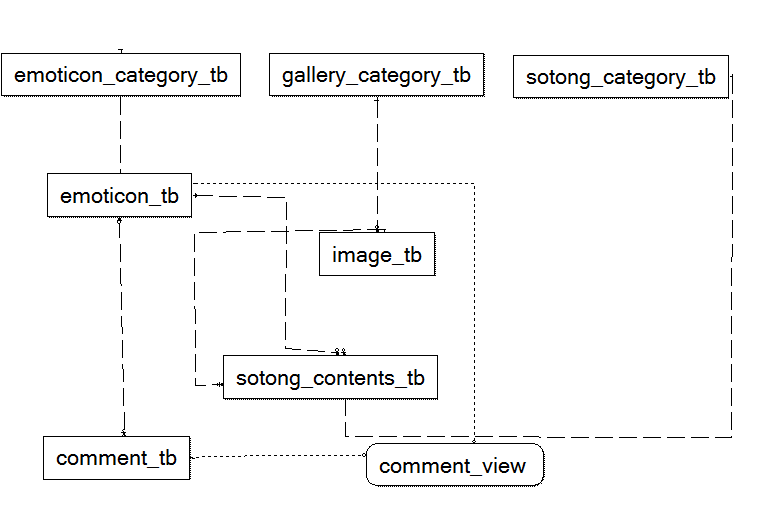 emoticon_category_tb
gallery_category_tb
sotong_category_tb
emoticon_tb
image_tb
sotong_contents_tb
comment_tb
comment_view